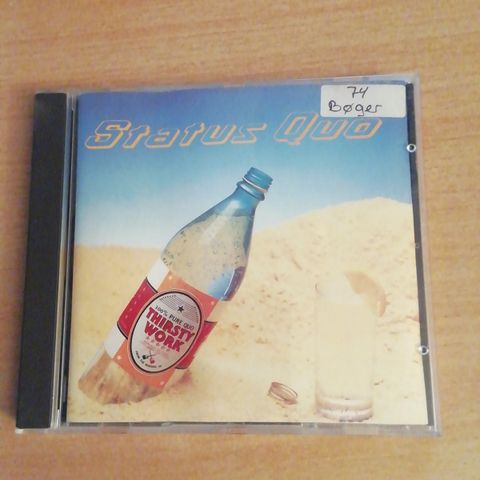 74
Bøger
Status Quo
100% PURE QUO
THIRSTY
WORK